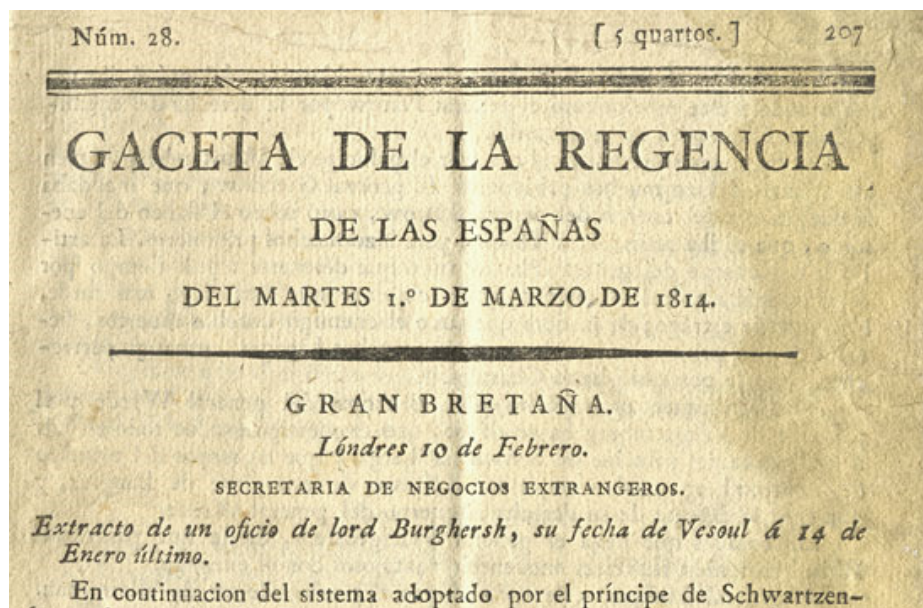 Núm. 28. [ 5 quartos. ] 207
GACETA DE LA REGENCIA
DE LAS ESPAÑAS
DEL MARTES 1.º DE MARZO DE 1814.
GRAN BRETAÑA.
Lóndres 10 de Febrero.
SECRETARIA DE NEGOCIOS EXTRANGEROS.
Extracto de un oficio de lord Burghersh, su fecha de Vesoul á 14 de
Enero último.
En continuacion del sistema adoptado por el príncipe de Schwartzen-